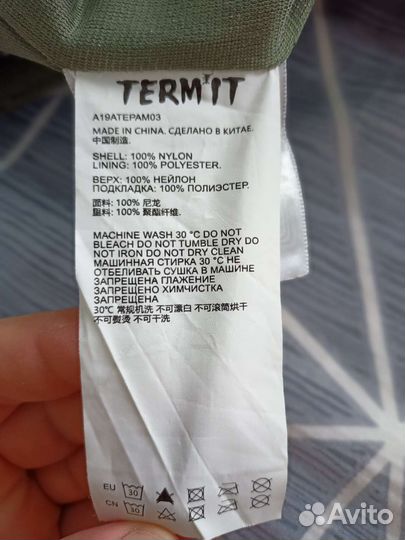 TERMIT
A19ATEPAM03
MADE IN CHINA. СДЕЛАНО В КИТАЕ.
中国制造.
SHELL: 100% NYLON
LINING: 100% POLYESTER.
ВЕРХ: 100% НЕЙЛОН
ПОДКЛАДКА: 100% ПОЛИЭСТЕР.
面料: 100% 尼龙
脂料: 100% 聚酯纤维.
MACHINE WASH 30 °C DO NOT
BLEACH DO NOT TUMBLE DRY DO
NOT IRON DO NOT DRY CLEAN
МАШИННАЯ СТИРКА 30 °C НЕ
ОТБЕЛИВАТЬ СУШКА В МАШИНЕ
ЗАПРЕЩЕНА ГЛАЖЕНИЕ
ЗАПРЕЩЕНО ХИМЧИСТКА
ЗАПРЕЩЕНА
30℃ 常规机洗 不可漂白 不可滚筒烘干
不可熨烫 不可干洗
EU 30
CN 30
Avito